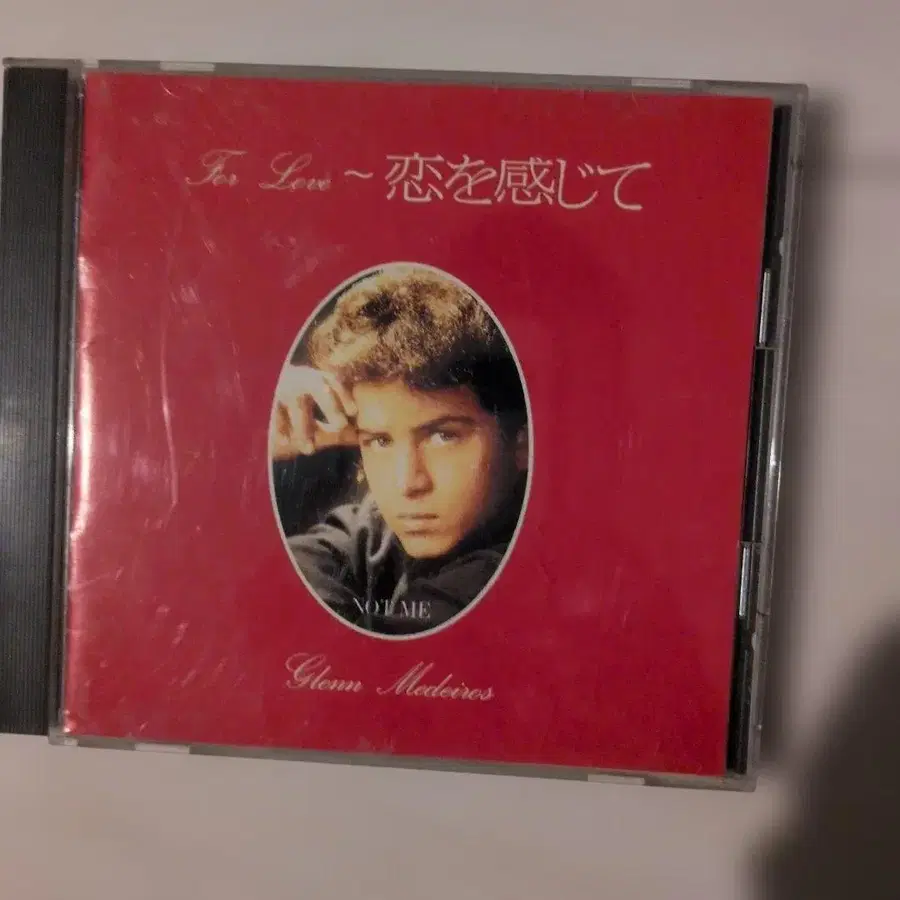 For Love ~ 恋を感じて
NOT ME
Glenn Medeiros